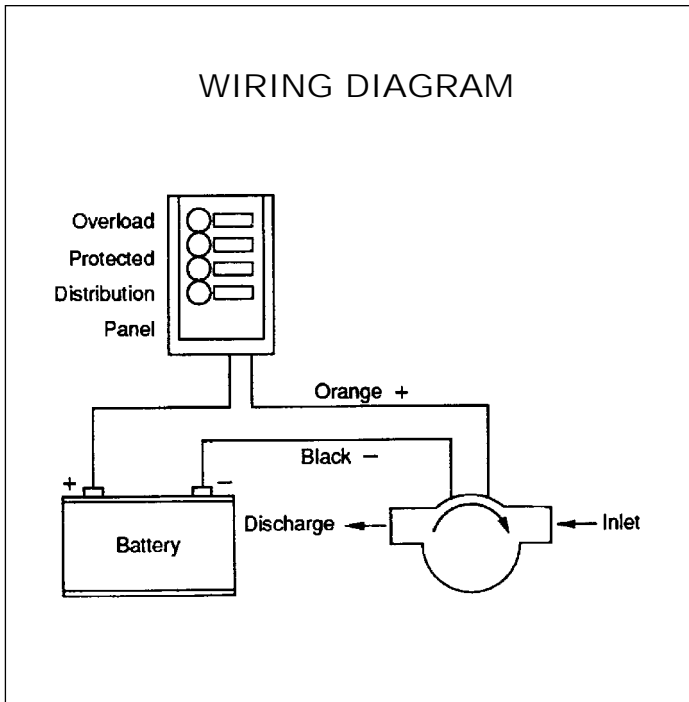 WIRING DIAGRAM
Overload
Protected
Distribution
Panel
Orange +
Black −
+ −
Battery
Discharge
Inlet